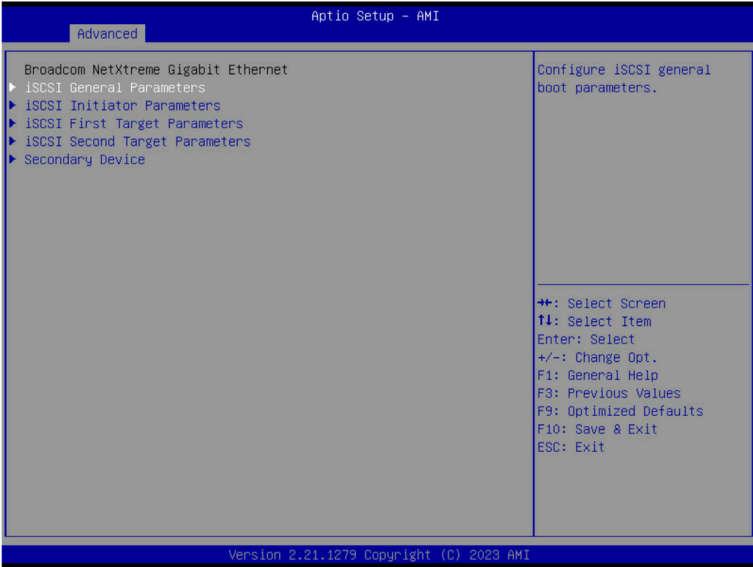 Aptio Setup – AMI
Advanced
Broadcom NetXtreme Gigabit Ethernet
iSCSI General Parameters
iSCSI Initiator Parameters
iSCSI First Target Parameters
iSCSI Second Target Parameters
Secondary Device
Configure iSCSI general
boot parameters.
→←: Select Screen
↑↓: Select Item
Enter: Select
+/-: Change Opt.
F1: General Help
F3: Previous Values
F9: Optimized Defaults
F10: Save & Exit
ESC: Exit
Version 2.21.1279 Copyright (C) 2023 AMI